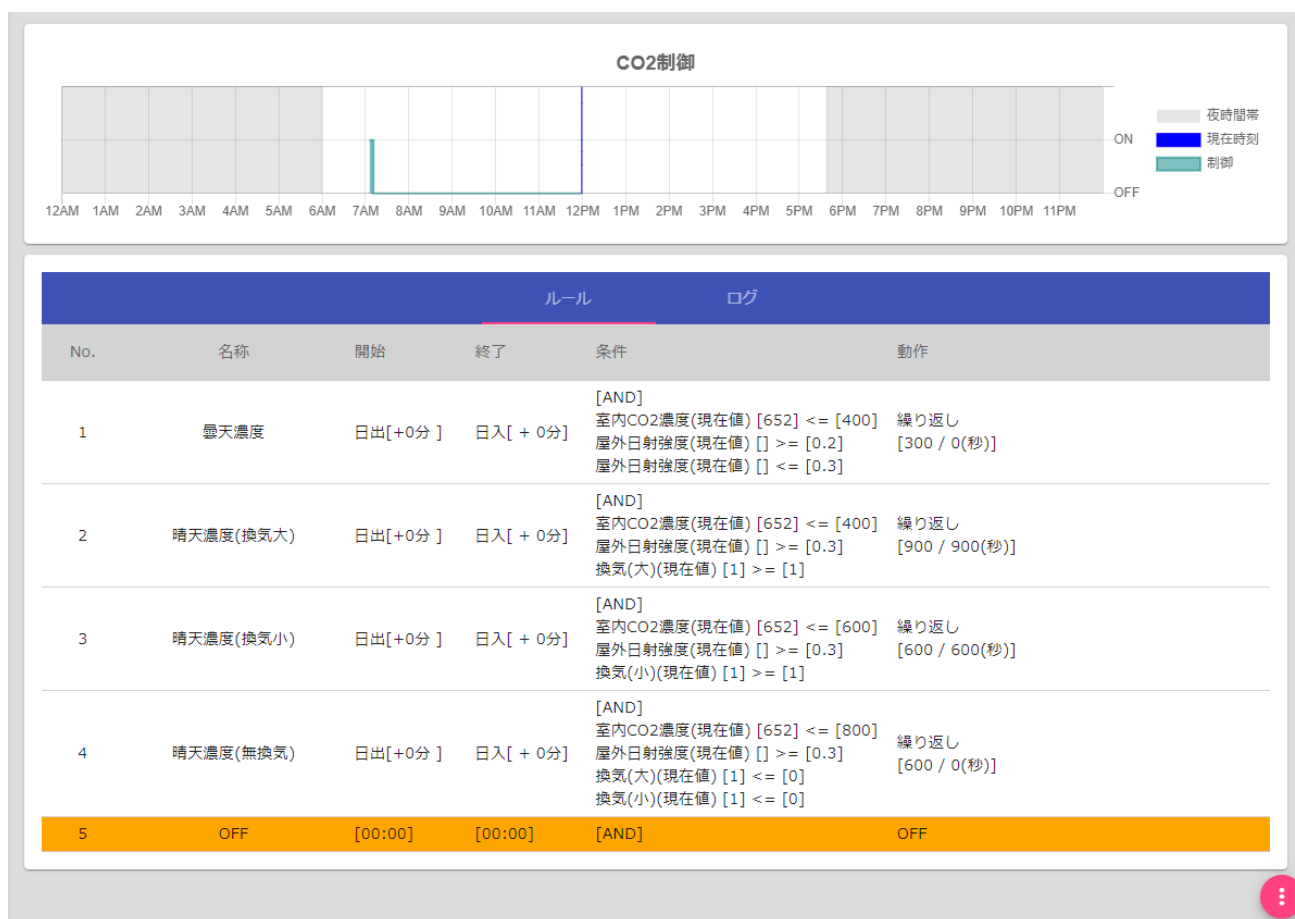 CO2制御
夜時間帯
ON 現在時刻
制御
OFF
12AM 1AM 2AM 3AM 4AM 5AM 6AM 7AM 8AM 9AM 10AM 11AM 12PM 1PM 2PM 3PM 4PM 5PM 6PM 7PM 8PM 9PM 10PM 11PM
ルール ログ
No. 名称 開始 終了 条件 動作
[AND]
室内CO2濃度(現在値) [652] <= [400]
1 曇天濃度 日出[+0分 ] 日入[ + 0分] 繰り返し
屋外日射強度(現在値) [] >= [0.2] [300 / 0(秒)]
屋外日射強度(現在値) [] <= [0.3]
[AND]
室内CO2濃度(現在値) [652] <= [400] 繰り返し
2 晴天濃度(換気大) 日出[+0分 ] 日入[ + 0分]
屋外日射強度(現在値) [] >= [0.3] [900 / 900(秒)]
換気(大)(現在値) [1] >= [1]
[AND]
室内CO2濃度(現在値) [652] <= [600] 繰り返し
3 晴天濃度(換気小) 日出[+0分 ] 日入[ + 0分]
屋外日射強度(現在値) [] >= [0.3] [600 / 600(秒)]
換気(小)(現在値) [1] >= [1]
[AND]
室内CO2濃度(現在値) [652] <= [800]
繰り返し
4 晴天濃度(無換気) 日出[+0分 ] 日入[ + 0分] 屋外日射強度(現在値) [] >= [0.3]
[600 / 0(秒)]
換気(大)(現在値) [1] <= [0]
換気(小)(現在値) [1] <= [0]
5 OFF [00:00] [00:00] [AND] OFF